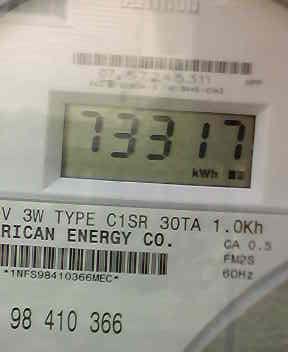 73317
kWh
V 3W TYPE C1SR 30TA 1.0Kh
RICAN ENERGY CO.
CA 0.5
FM2S
60Hz
*1NFS98410366MEC*
98 410 366